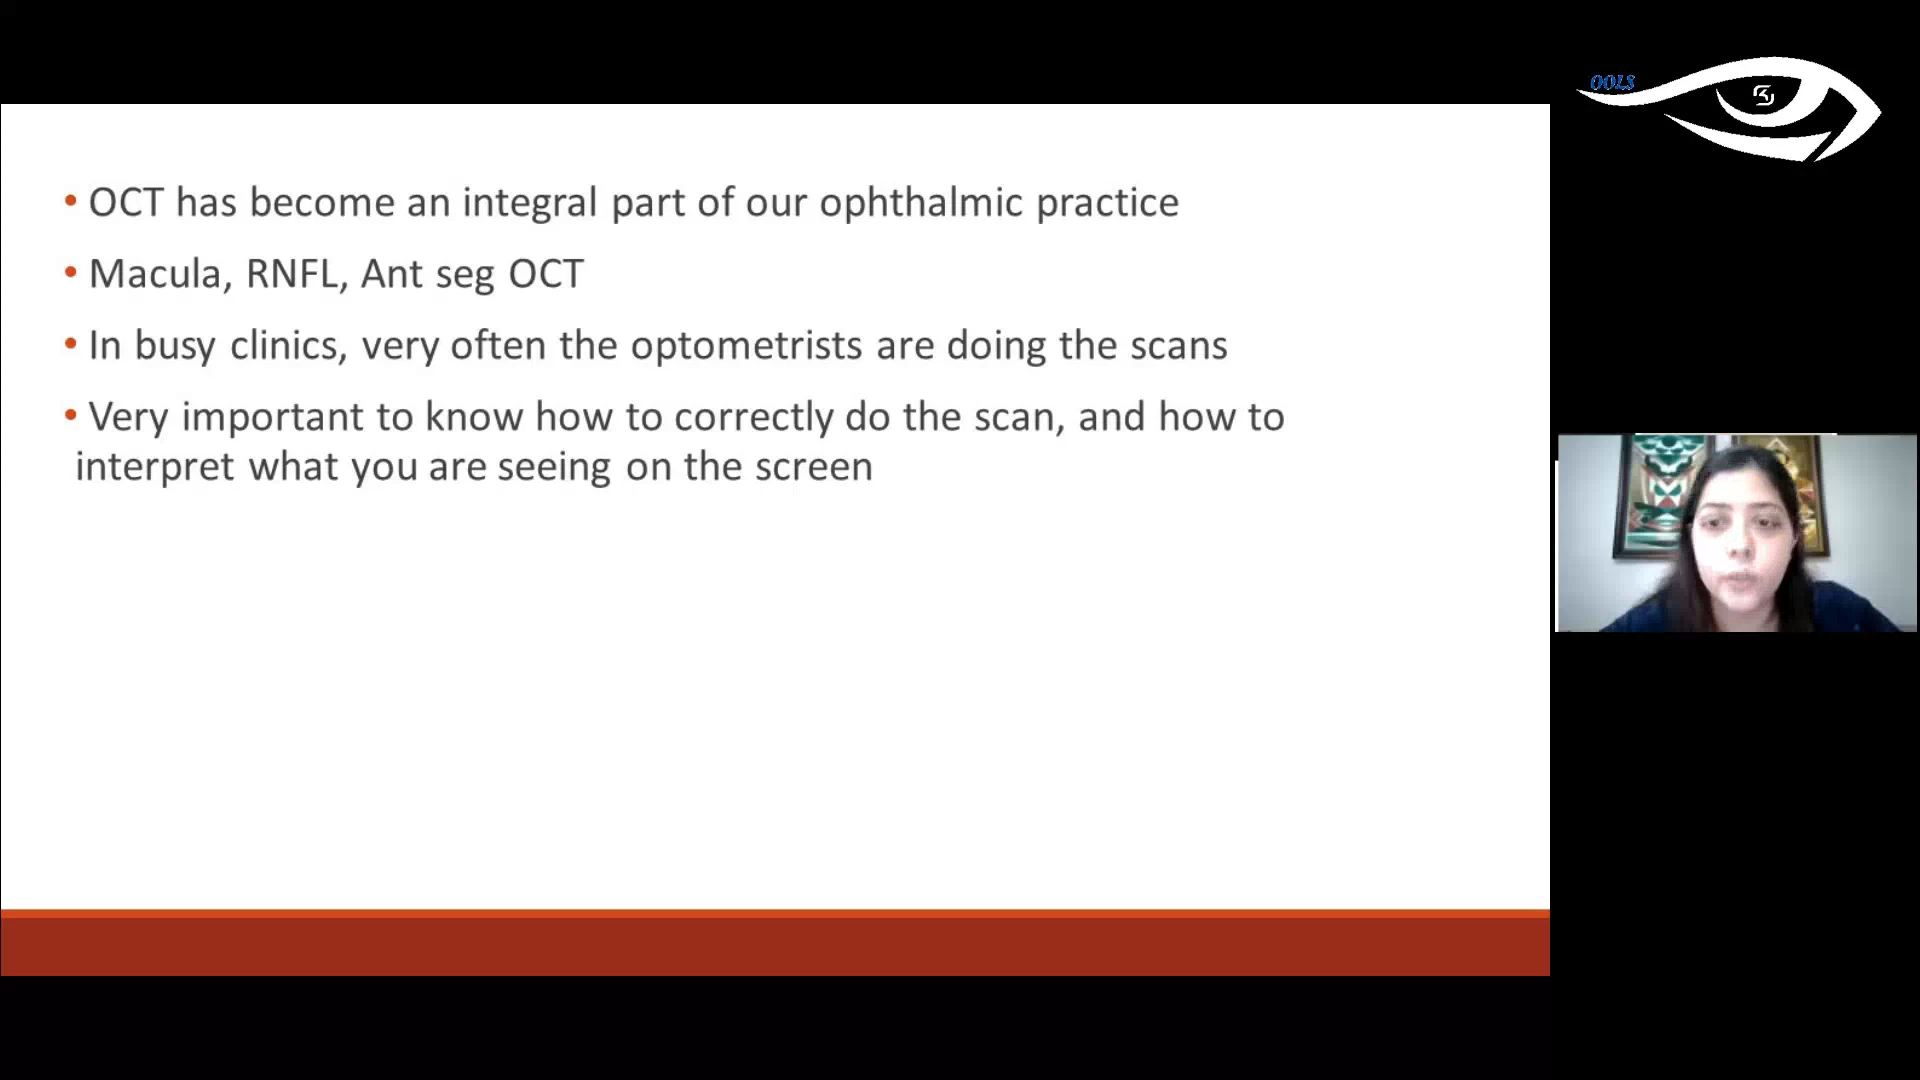 OOLS
• OCT has become an integral part of our ophthalmic practice
• Macula, RNFL, Ant seg OCT
• In busy clinics, very often the optometrists are doing the scans
• Very important to know how to correctly do the scan, and how to
interpret what you are seeing on the screen